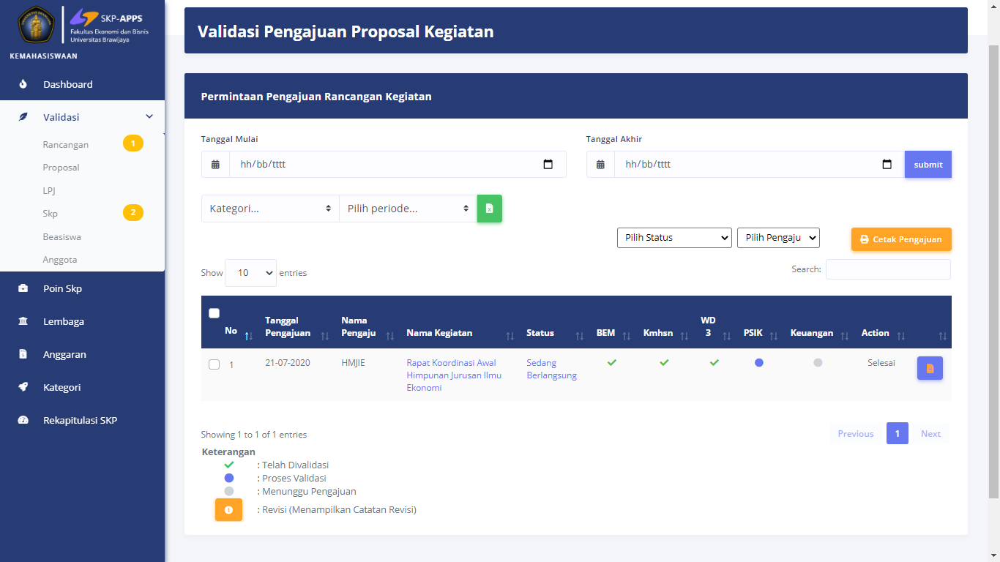 SKP-APPS
Fakultas Ekonomi dan Bisnis
Universitas Brawijaya
KEMAHASISWAAN
Dashboard
Validasi
Rancangan 1
Proposal
LPJ
Skp 2
Beasiswa
Anggota
Poin Skp
Lembaga
Anggaran
Kategori
Rekapitulasi SKP
Validasi Pengajuan Proposal Kegiatan
Permintaan Pengajuan Rancangan Kegiatan
Tanggal Mulai Tanggal Akhir
hh/bb/tttt hh/bb/tttt submit
Kategori... Pilih periode...
Pilih Status Pilih Pengaju Cetak Pengajuan
Show 10 entries Search:
No Tanggal Pengajuan Nama Pengaju Nama Kegiatan Status BEM Kmhsn WD 3 PSIK Keuangan Action
1 21-07-2020 HMJIE Rapat Koordinasi Awal Sedang Selesai
Himpunan Jurusan Ilmu Berlangsung
Ekonomi
Showing 1 to 1 of 1 entries Previous 1 Next
Keterangan
: Telah Divalidasi
: Proses Validasi
: Menunggu Pengajuan
: Revisi (Menampilkan Catatan Revisi)